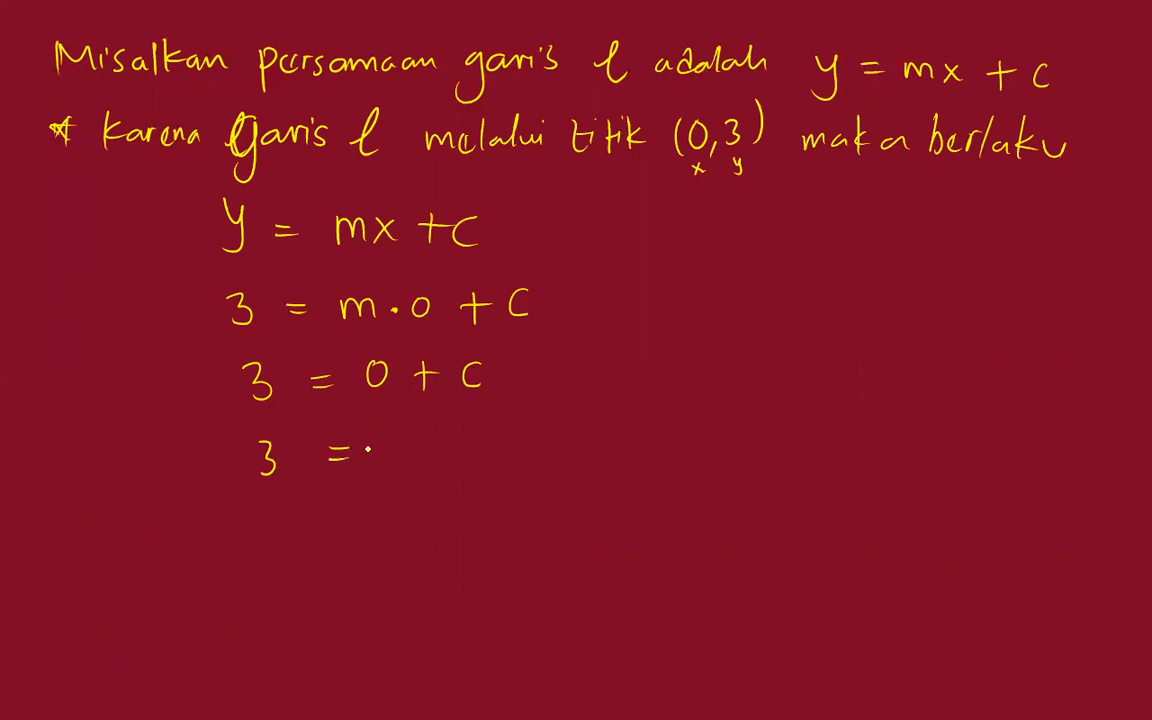 Misalkan persamaan garis l adalah y = mx + c
* Karena garis l melalui titik (0,3) maka berlaku
x y
y = mx + c
3 = m.0 + c
3 = 0 + c
3 =